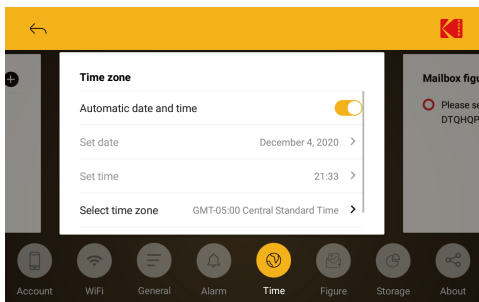 Time zone
Automatic date and time
Set date December 4, 2020
Set time 21:33
Select time zone GMT-05:00 Central Standard Time
Mailbox figu
Please se
DTQHQP
Account WiFi General Alarm Time Figure Storage About